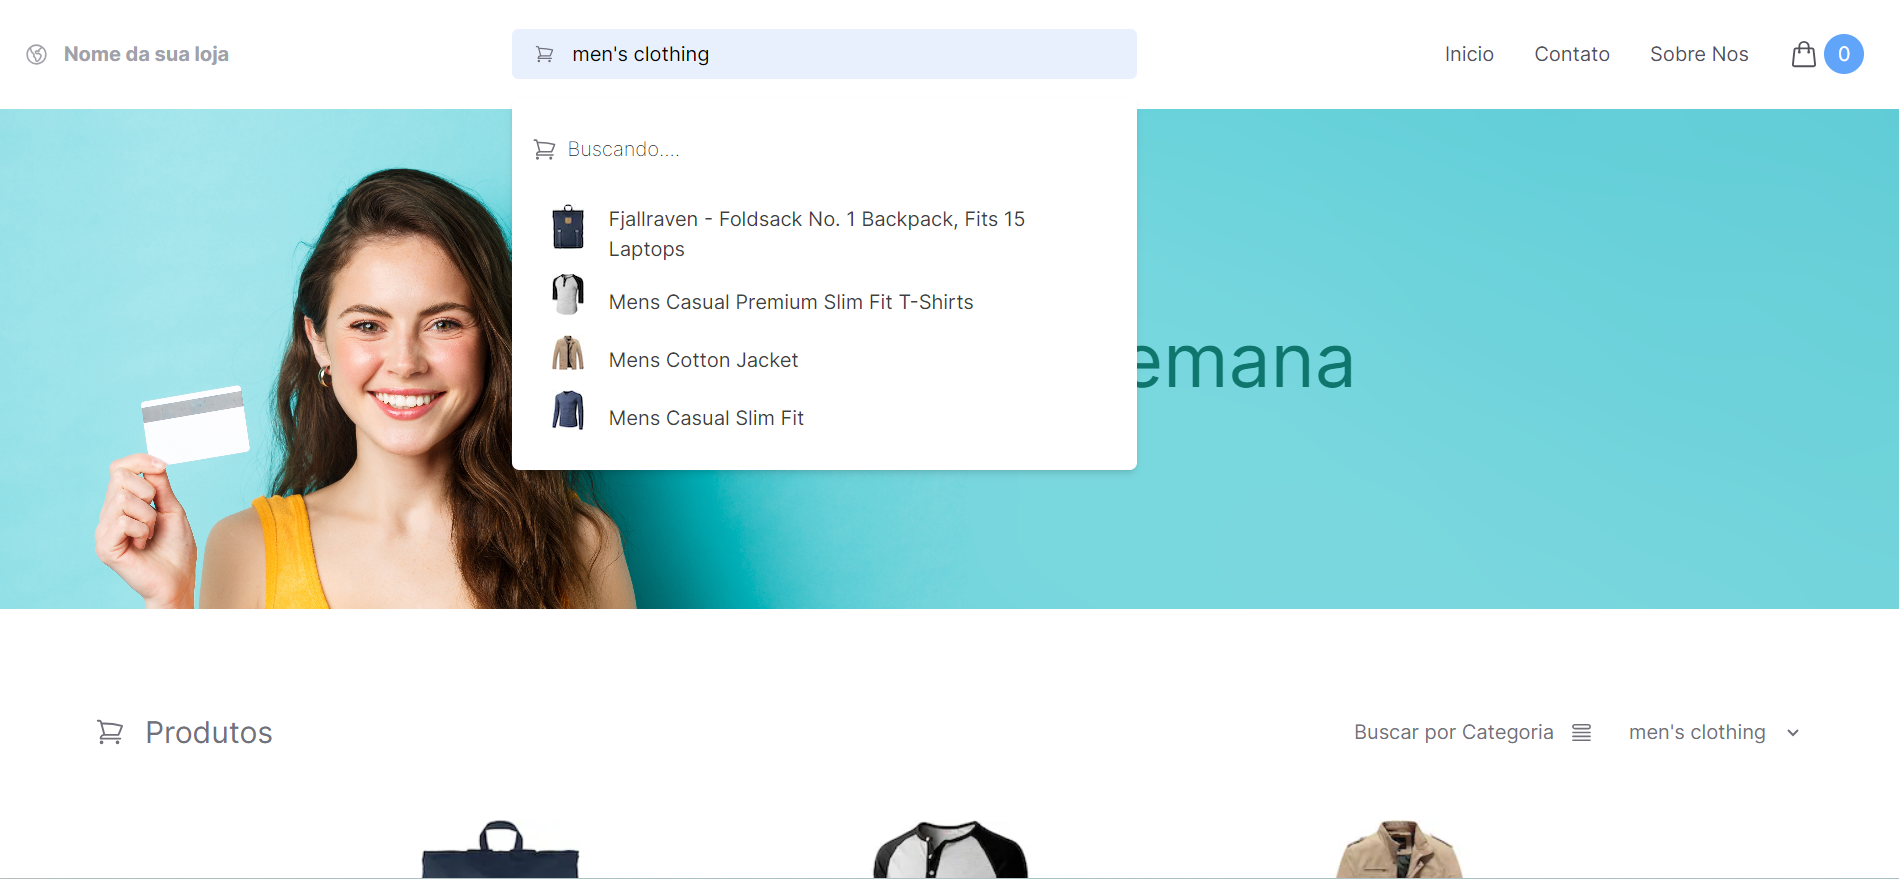 Nome da sua loja
men's clothing
Inicio
Contato
Sobre Nos
0
Buscando....
Fjallraven - Foldsack No. 1 Backpack, Fits 15
Laptops
Mens Casual Premium Slim Fit T-Shirts
Mens Cotton Jacket
Mens Casual Slim Fit
emana
Produtos
Buscar por Categoria
men's clothing